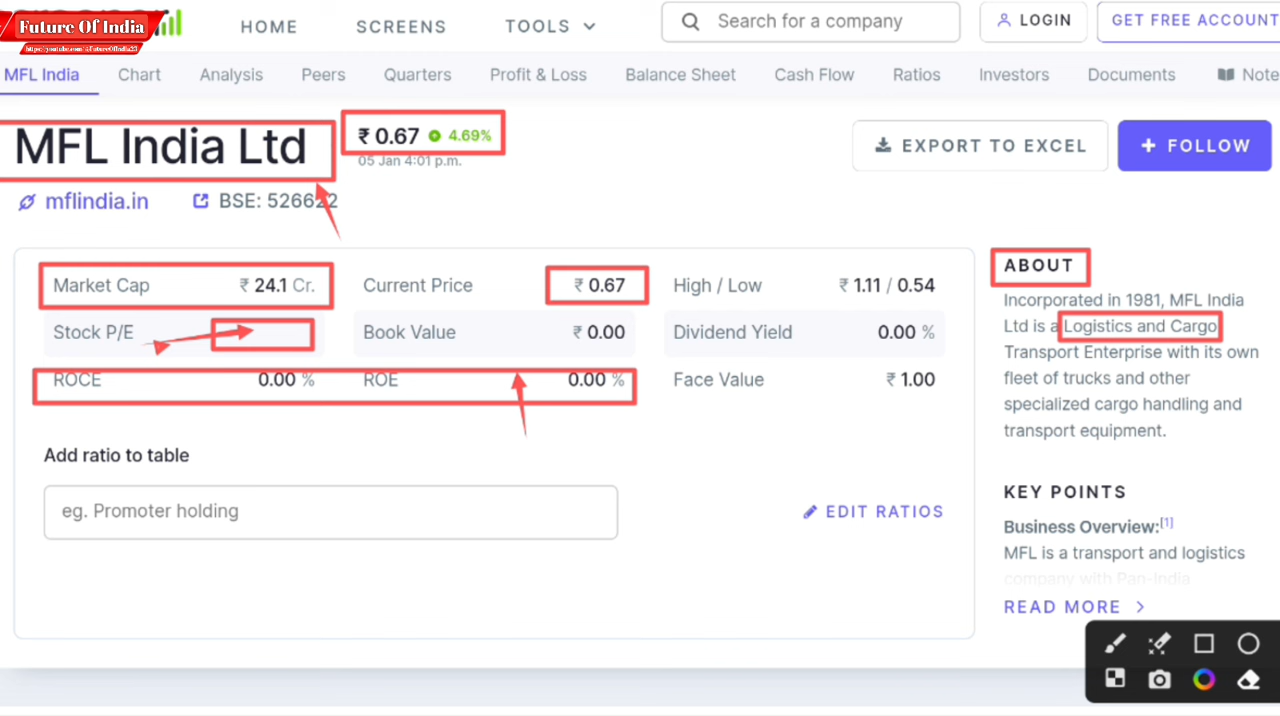 Future Of India
https://youtube.com/@FutureOfIndia23
HOME
SCREENS
TOOLS
Search for a company
LOGIN
GET FREE ACCOUNT
MFL India
Chart
Analysis
Peers
Quarters
Profit & Loss
Balance Sheet
Cash Flow
Ratios
Investors
Documents
Note
MFL India Ltd
₹ 0.67 4.69%
05 Jan 4:01 p.m.
EXPORT TO EXCEL
+ FOLLOW
mflindia.in
BSE: 526622
Market Cap ₹ 24.1 Cr.
Current Price ₹ 0.67
High / Low ₹ 1.11 / 0.54
Stock P/E
Book Value ₹ 0.00
Dividend Yield 0.00 %
ROCE 0.00 %
ROE 0.00 %
Face Value ₹ 1.00
Add ratio to table
eg. Promoter holding
EDIT RATIOS
ABOUT
Incorporated in 1981, MFL India
Ltd is a Logistics and Cargo
Transport Enterprise with its own
fleet of trucks and other
specialized cargo handling and
transport equipment.
KEY POINTS
Business Overview:[1]
MFL is a transport and logistics
company with Pan-India
READ MORE